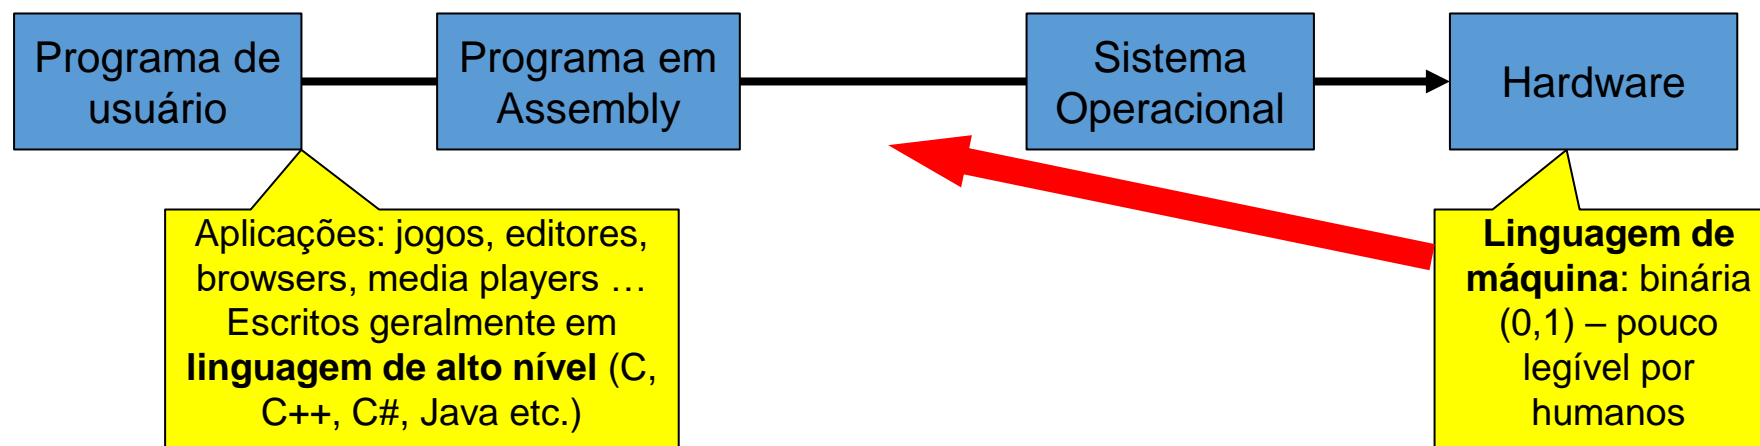 Programa de
usuário
Programa em
Assembly
Sistema
Operacional
Hardware
Aplicações: jogos, editores,
browsers, media players …
Escritos geralmente em
linguagem de alto nível (C,
C++, C#, Java etc.)
Linguagem de
máquina: binária
(0,1) – pouco
legível por
humanos